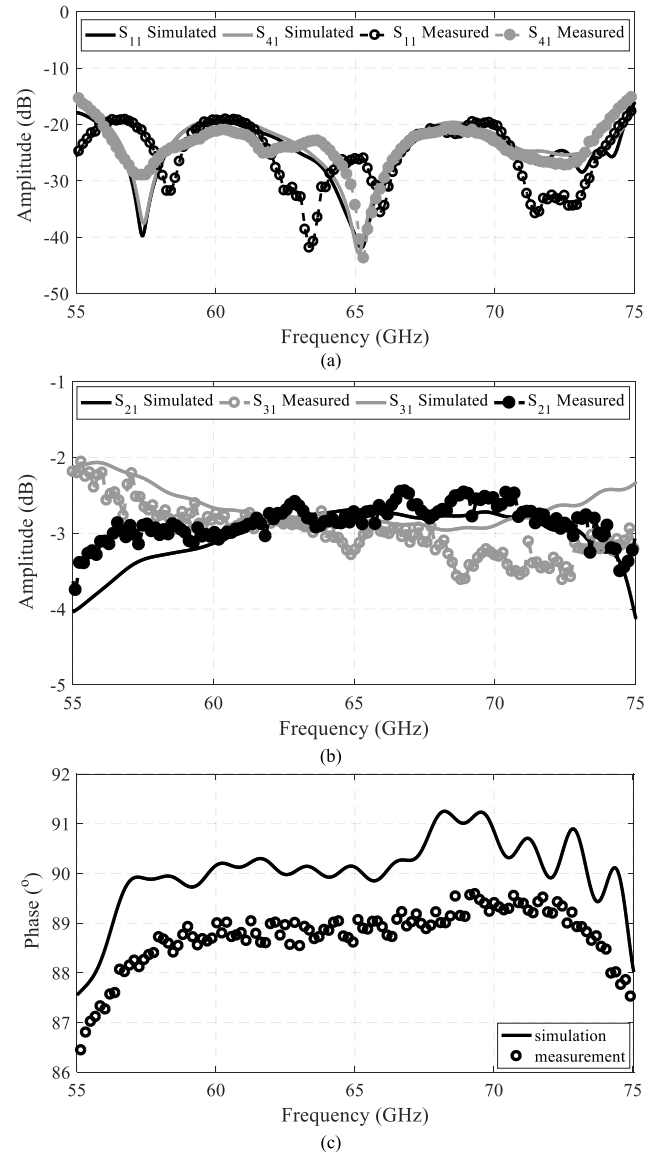 0
S11 Simulated S41 Simulated S11 Measured S41 Measured
-10
-20
-30
-40
-50
Amplitude (dB)
55 60 65 70 75
Frequency (GHz)
(a)
-1
S21 Simulated S31 Measured S31 Simulated S21 Measured
-2
-3
-4
-5
Amplitude (dB)
55 60 65 70 75
Frequency (GHz)
(b)
92
91
90
89
88
87
86
Phase (°)
simulation
measurement
55 60 65 70 75
Frequency (GHz)
(c)